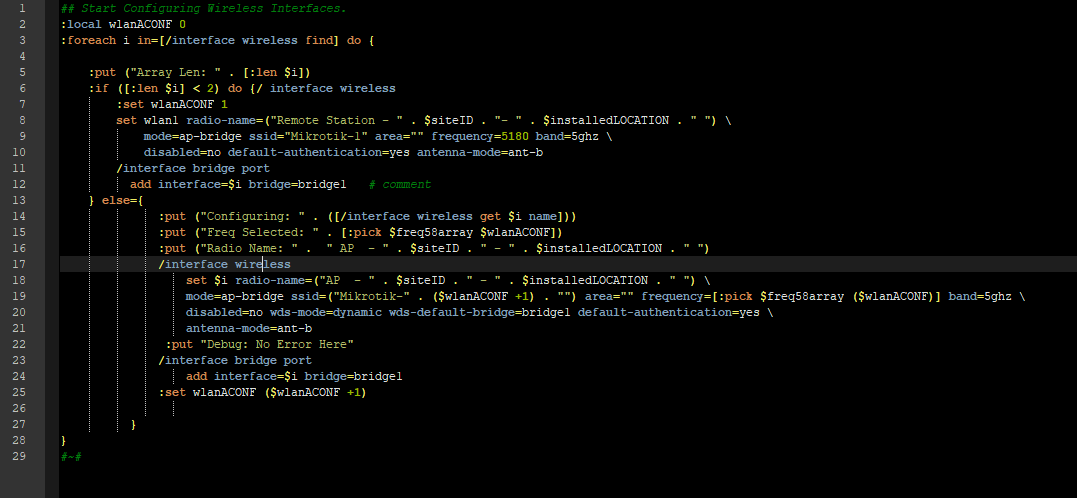 1 ## Start Configuring Wireless Interfaces.
2 :local wlanACONF 0
3 :foreach i in=[/interface wireless find] do {
4
5 :put ("Array Len: " . [:len $i])
6 :if ([:len $i] < 2) do {/ interface wireless
7 :set wlanACONF 1
8 set wlan1 radio-name=("Remote Station - " . $siteID . "- " . $installedLOCATION . " ") \
9 mode=ap-bridge ssid="Mikrotik-1" area="" frequency=5180 band=5ghz \
10 disabled=no default-authentication=yes antenna-mode=ant-b
11 /interface bridge port
12 add interface=$i bridge=bridge1 # comment
13 } else={
14 :put ("Configuring: " . ([/interface wireless get $i name]))
15 :put ("Freq Selected: " . [:pick $freq58array $wlanACONF])
16 :put ("Radio Name: " . " AP - " . $siteID . " - " . $installedLOCATION . " ")
17 /interface wireless
18 set $i radio-name=("AP - " . $siteID . " - " . $installedLOCATION . " ") \
19 mode=ap-bridge ssid=("Mikrotik-" . ($wlanACONF +1) . "") area="" frequency=[:pick $freq58array ($wlanACONF)] band=5ghz \
20 disabled=no wds-mode=dynamic wds-default-bridge=bridge1 default-authentication=yes \
21 antenna-mode=ant-b
22 :put "Debug: No Error Here"
23 /interface bridge port
24 add interface=$i bridge=bridge1
25 :set wlanACONF ($wlanACONF +1)
26
27 }
28 }
29 #-#